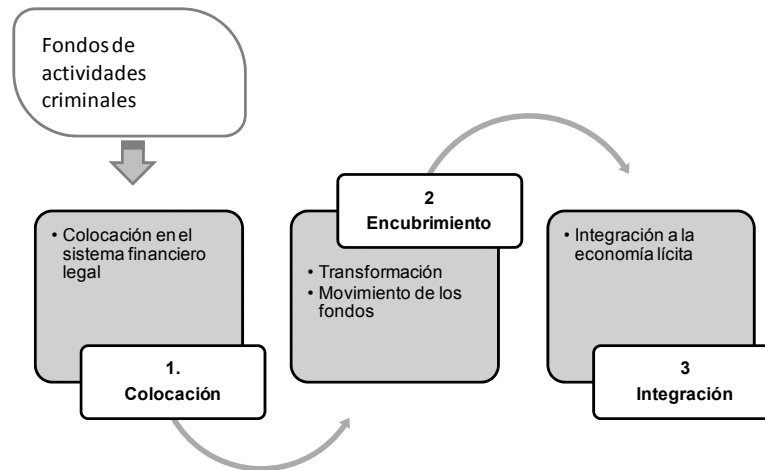 Fondos de
actividades
criminales
• Colocación en el
sistema financiero
legal
1.
Colocación
2
Encubrimiento
• Transformación
• Movimiento de los
fondos
• Integración a la
economía lícita
3
Integración